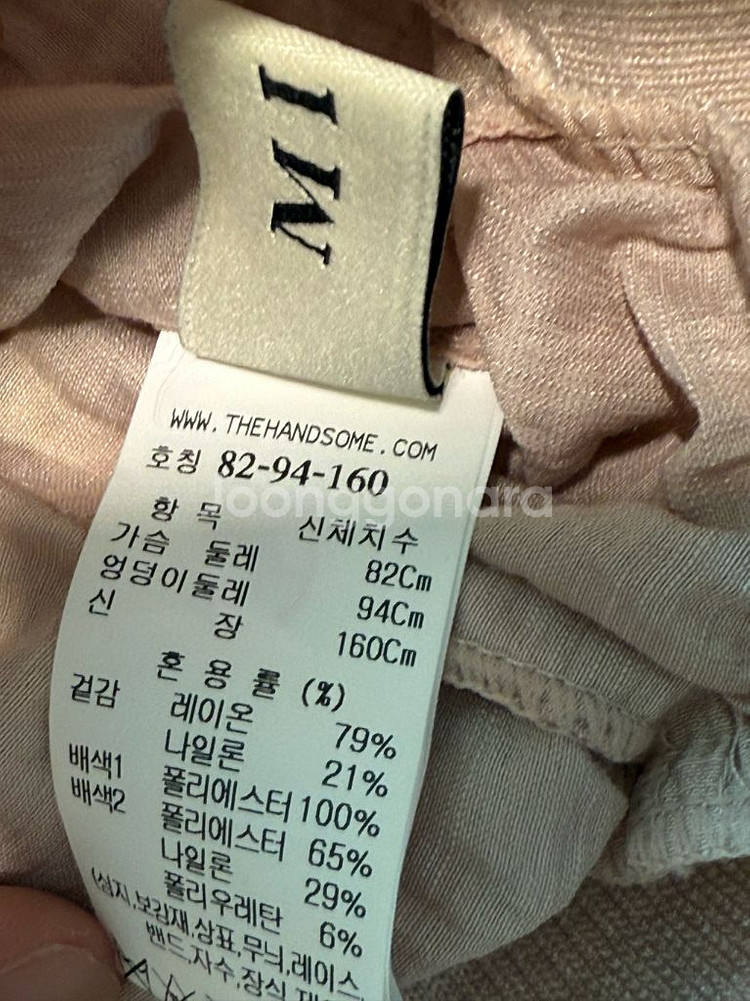 M I
WWW.THEHANDSOME.COM
호칭 82-94-160
항 목 신체치수
가슴 둘레 82Cm
엉덩이둘레 94Cm
신 장 160Cm
혼 용 률 (%)
겉감 레이온 79%
나일론 21%
배색1 폴리에스터 100%
배색2 폴리에스터 65%
나일론 29%
폴리우레탄 6%
(심지,보강재,상표,무늬,레이스,
밴드,자수,장식
joonggonara